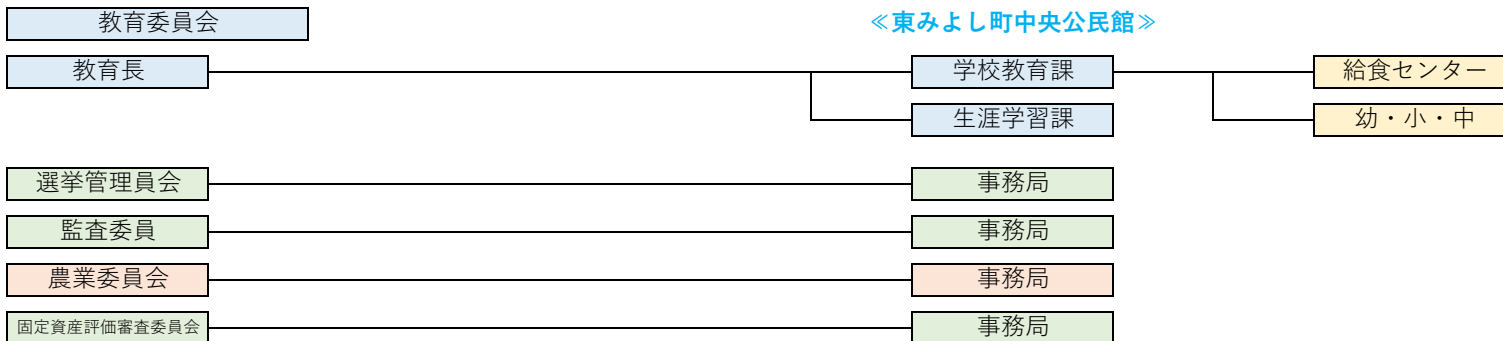 教育委員会
≪東みよし町中央公民館≫
教育長
学校教育課
給食センター
生涯学習課
幼・小・中
選挙管理員会
事務局
監査委員
事務局
農業委員会
事務局
固定資産評価審査委員会
事務局